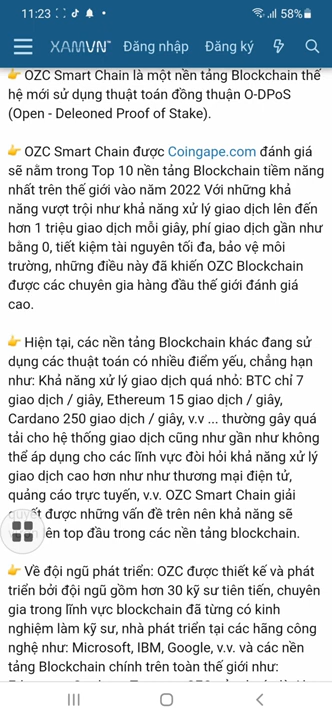 11:23
58%
XAMVN Đăng nhập Đăng ký
OZC Smart Chain là một nền tảng Blockchain thế
hệ mới sử dụng thuật toán đồng thuận O-DPoS
(Open - Deleoned Proof of Stake).
OZC Smart Chain được Coingape.com đánh giá
sẽ nằm trong Top 10 nền tảng Blockchain tiềm năng
nhất trên thế giới vào năm 2022 Với những khả
năng vượt trội như khả năng xử lý giao dịch lên đến
hơn 1 triệu giao dịch mỗi giây, phí giao dịch gần như
bằng 0, tiết kiệm tài nguyên tối đa, bảo vệ môi
trường, những điều này đã khiến OZC Blockchain
được các chuyên gia hàng đầu thế giới đánh giá
cao.
Hiện tại, các nền tảng Blockchain khác đang sử
dụng các thuật toán có nhiều điểm yếu, chẳng hạn
như: Khả năng xử lý giao dịch quá nhỏ: BTC chỉ 7
giao dịch / giây, Ethereum 15 giao dịch / giây,
Cardano 250 giao dịch / giây, v.v ... thường gây quá
tải cho hệ thống giao dịch cũng như gần như không
thể áp dụng cho các lĩnh vực đòi hỏi khả năng xử lý
giao dịch cao hơn như như thương mại điện tử,
quảng cáo trực tuyến, v.v. OZC Smart Chain giải
quyết được những vấn đề trên nên khả năng sẽ
lên top đầu trong các nền tảng blockchain.
Về đội ngũ phát triển: OZC được thiết kế và phát
triển bởi đội ngũ gồm hơn 30 kỹ sư tiên tiến, chuyên
gia trong lĩnh vực blockchain đã từng có kinh
nghiệm làm kỹ sư, nhà phát triển tại các hãng công
nghệ như: Microsoft, IBM, Google, v.v. và các nền
tảng Blockchain chính trên toàn thế giới như: